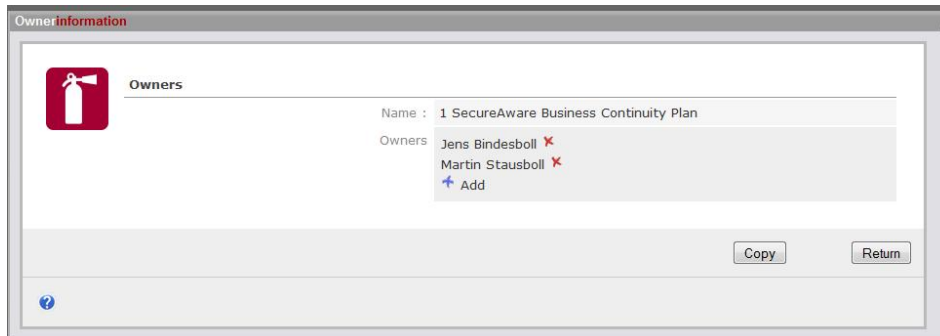 Ownerinformation
Owners
Name : 1 SecureAware Business Continuity Plan
Owners Jens Bindesboll
Martin Stausboll
Add
Copy Return
?